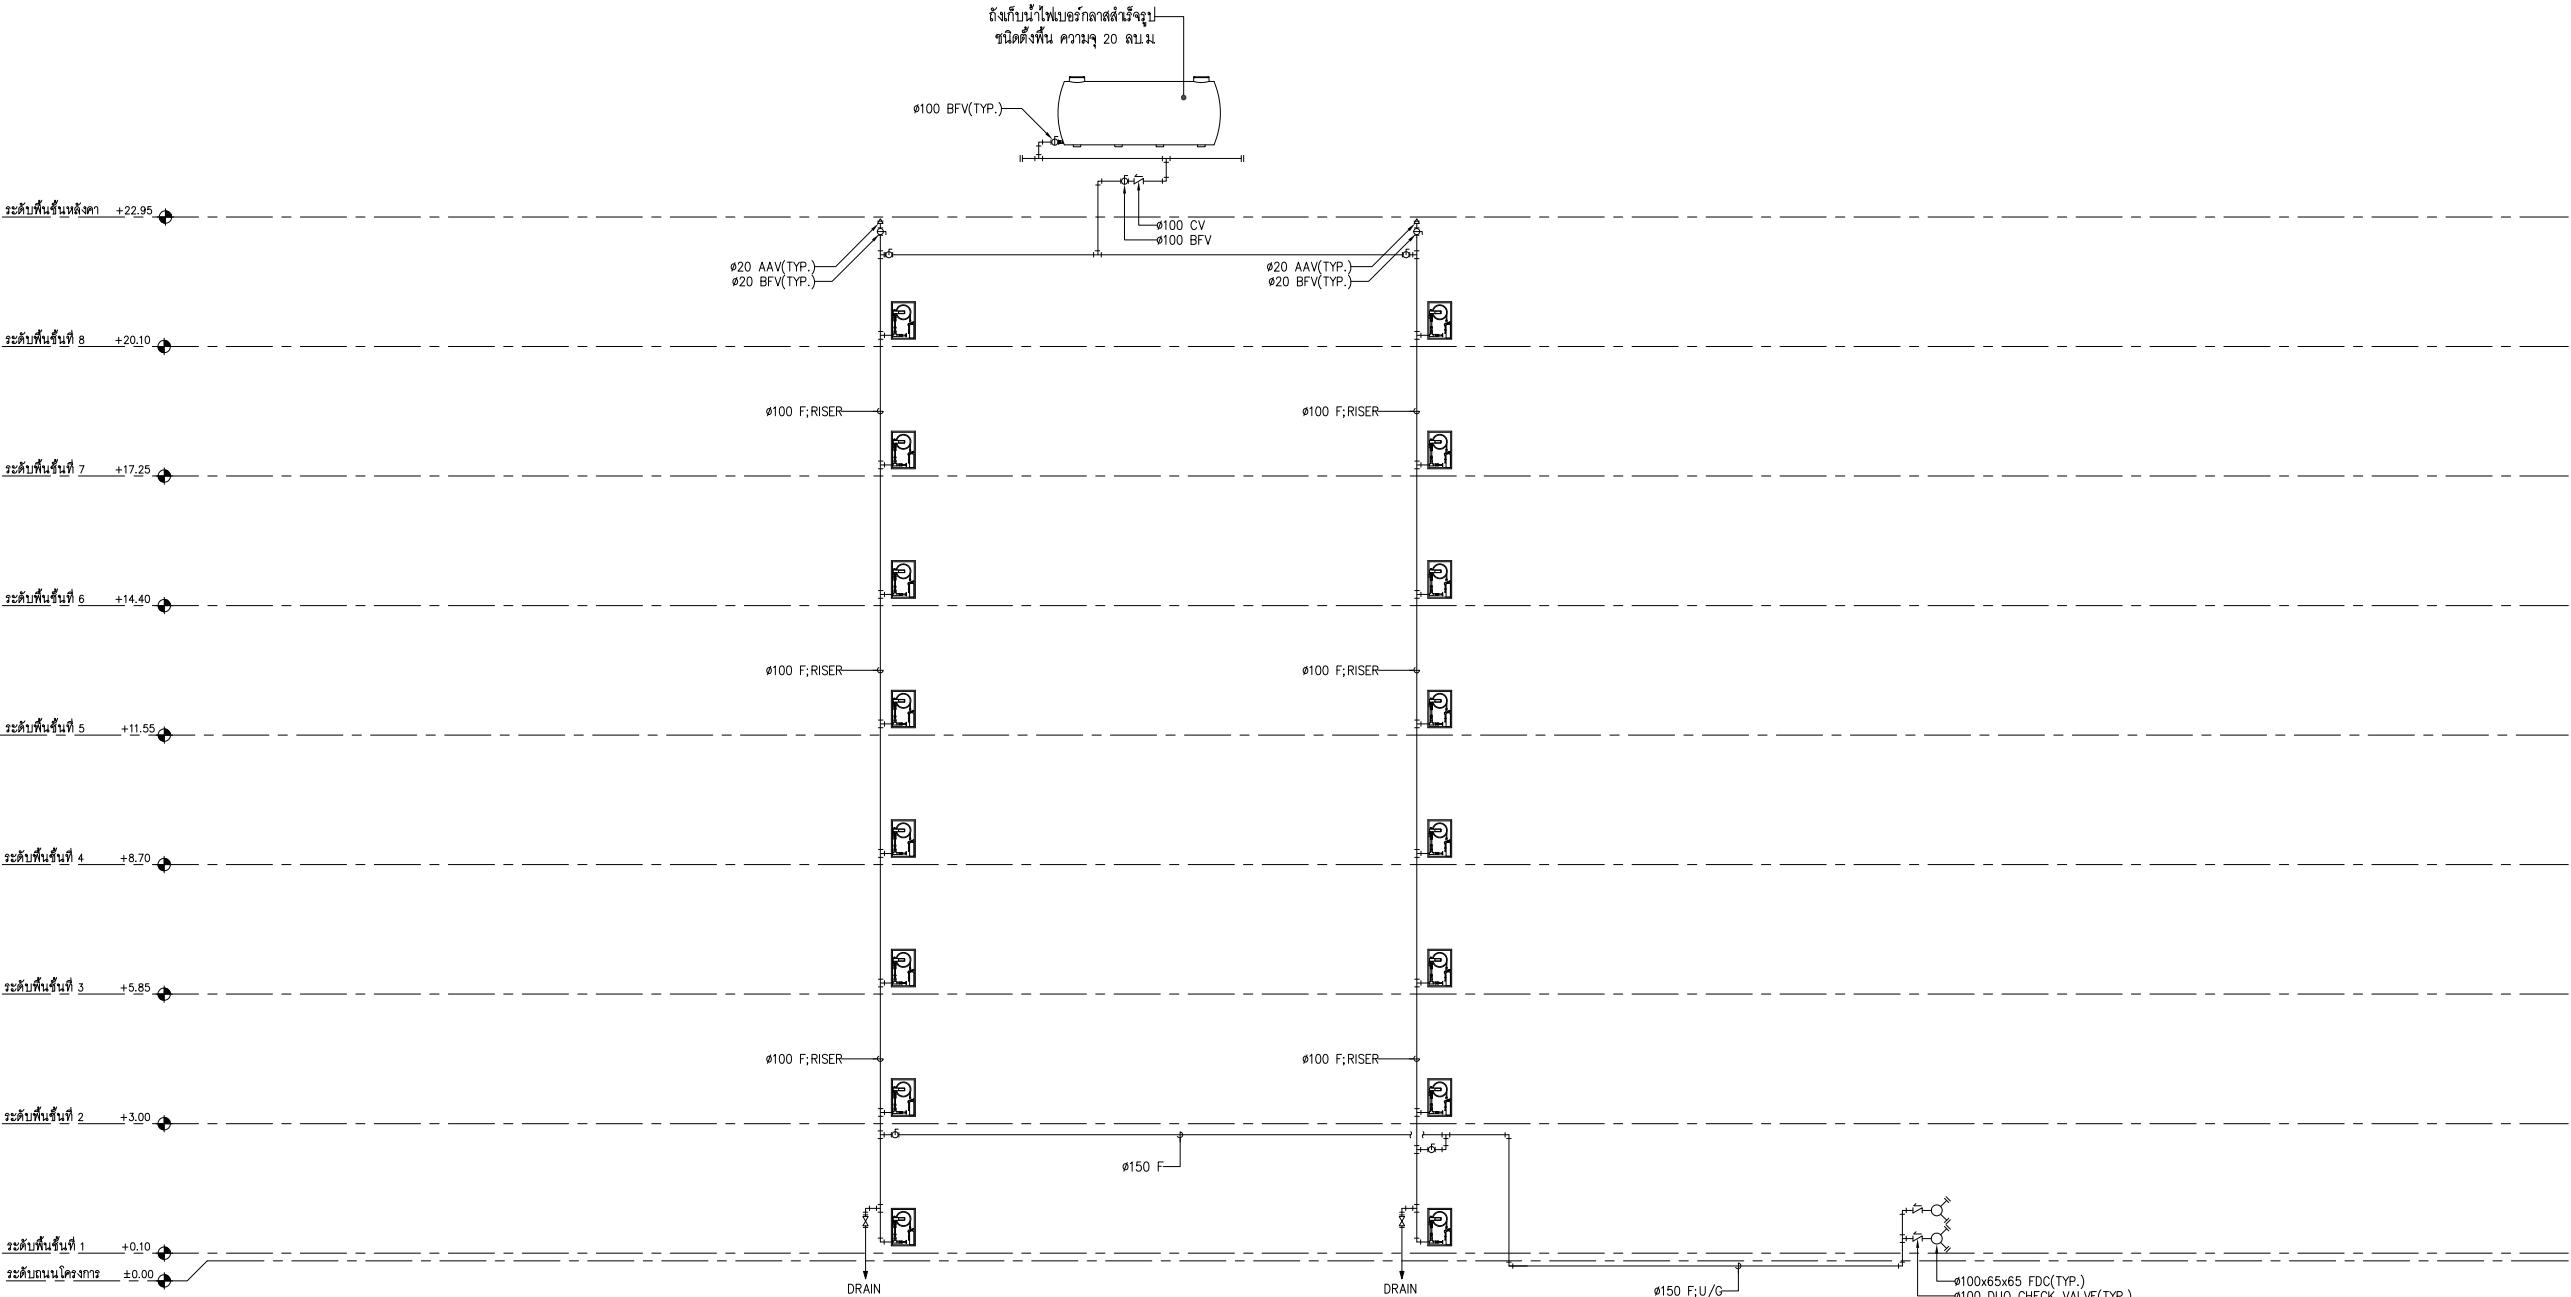 ถังเก็บน้ำไฟเบอร์กลาสสำเร็จรูป
ชนิดตั้งพื้น ความจุ 20 ลบ.ม.
ø100 BFV(TYP.)
ระดับพื้นชั้นหลังคา +22.95
ø100 CV
ø100 BFV
ø20 AAV(TYP.)
ø20 BFV(TYP.)
ø20 AAV(TYP.)
ø20 BFV(TYP.)
ระดับพื้นชั้นที่ 8 +20.10
ø100 F;RISER
ø100 F;RISER
ระดับพื้นชั้นที่ 7 +17.25
ระดับพื้นชั้นที่ 6 +14.40
ø100 F;RISER
ø100 F;RISER
ระดับพื้นชั้นที่ 5 +11.55
ระดับพื้นชั้นที่ 4 +8.70
ระดับพื้นชั้นที่ 3 +5.85
ø100 F;RISER
ø100 F;RISER
ระดับพื้นชั้นที่ 2 +3.00
ø150 F
ระดับพื้นชั้นที่ 1 +0.10
ระดับถนนโครงการ ±0.00
DRAIN
DRAIN
ø150 F;U/G
ø100x65x65 FDC(TYP.)
ø100 DUO CHECK VALVE(TYP.)